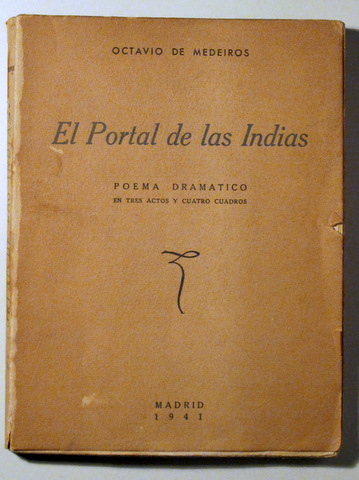 OCTAVIO DE MEDEIROS
El Portal de las Indias
POEMA DRAMATICO
EN TRES ACTOS Y CUATRO CUADROS
MADRID
1941